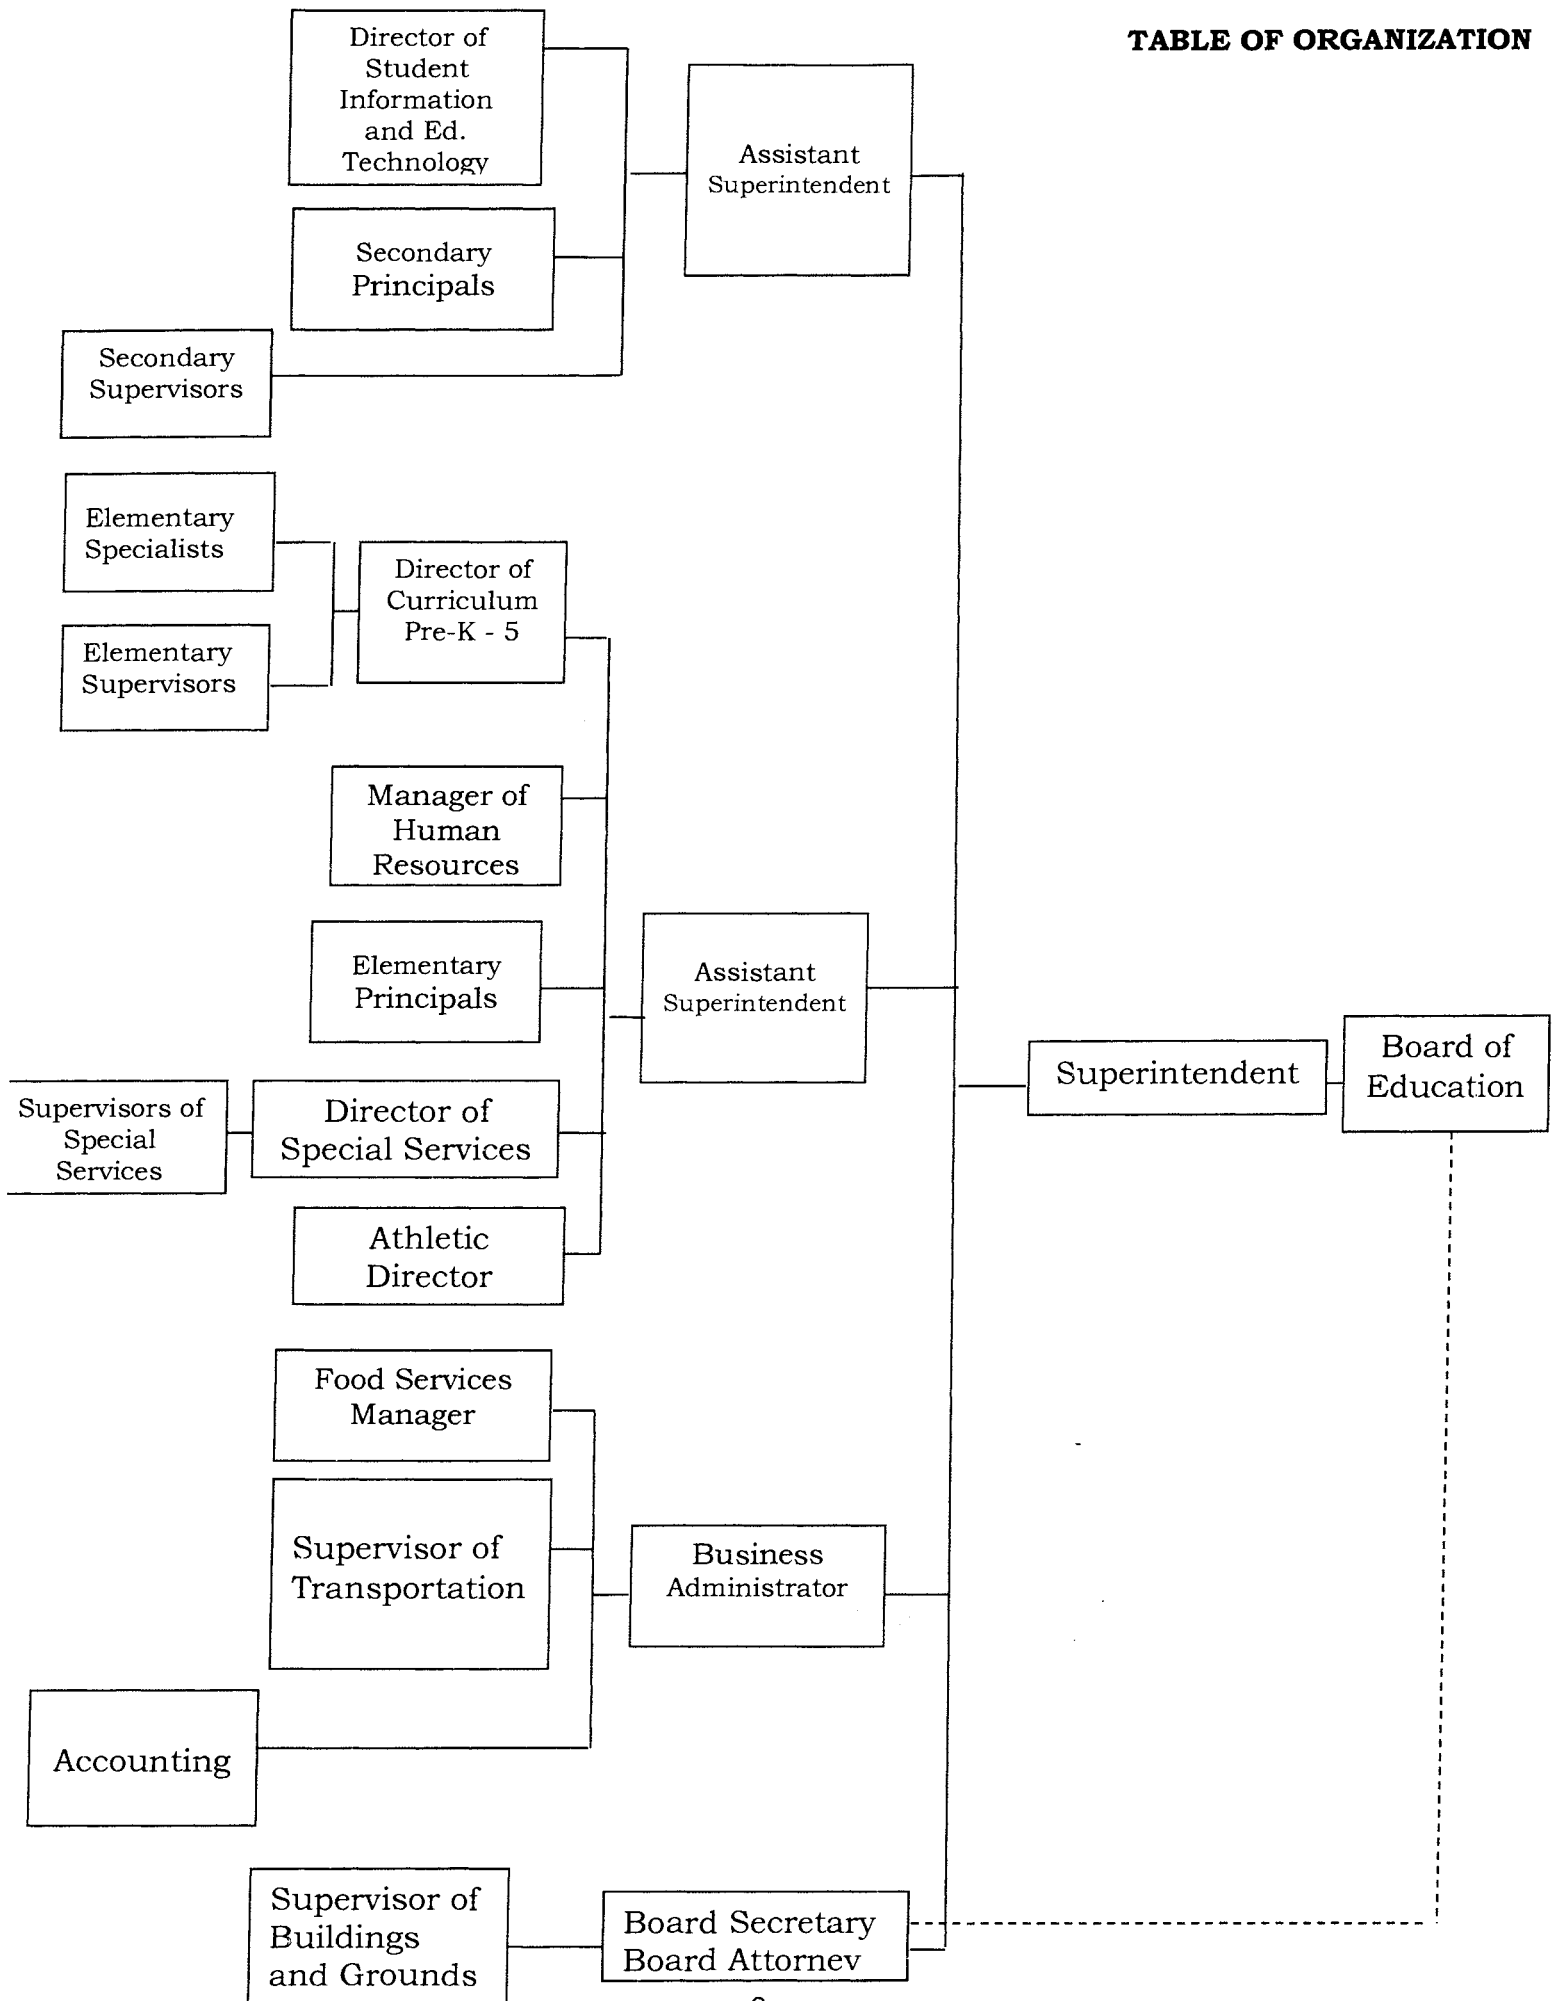 TABLE OF ORGANIZATION
Director of
Student
Information
and Ed.
Technology
Assistant
Superintendent
Secondary
Principals
Secondary
Supervisors
Elementary
Specialists
Director of
Curriculum
Pre-K - 5
Elementary
Supervisors
Manager of
Human
Resources
Elementary
Principals
Assistant
Superintendent
Superintendent
Board of
Education
Supervisors of
Special
Services
Director of
Special Services
Athletic
Director
Food Services
Manager
Supervisor of
Transportation
Business
Administrator
Accounting
Supervisor of
Buildings
and Grounds
Board Secretary
Board Attorney